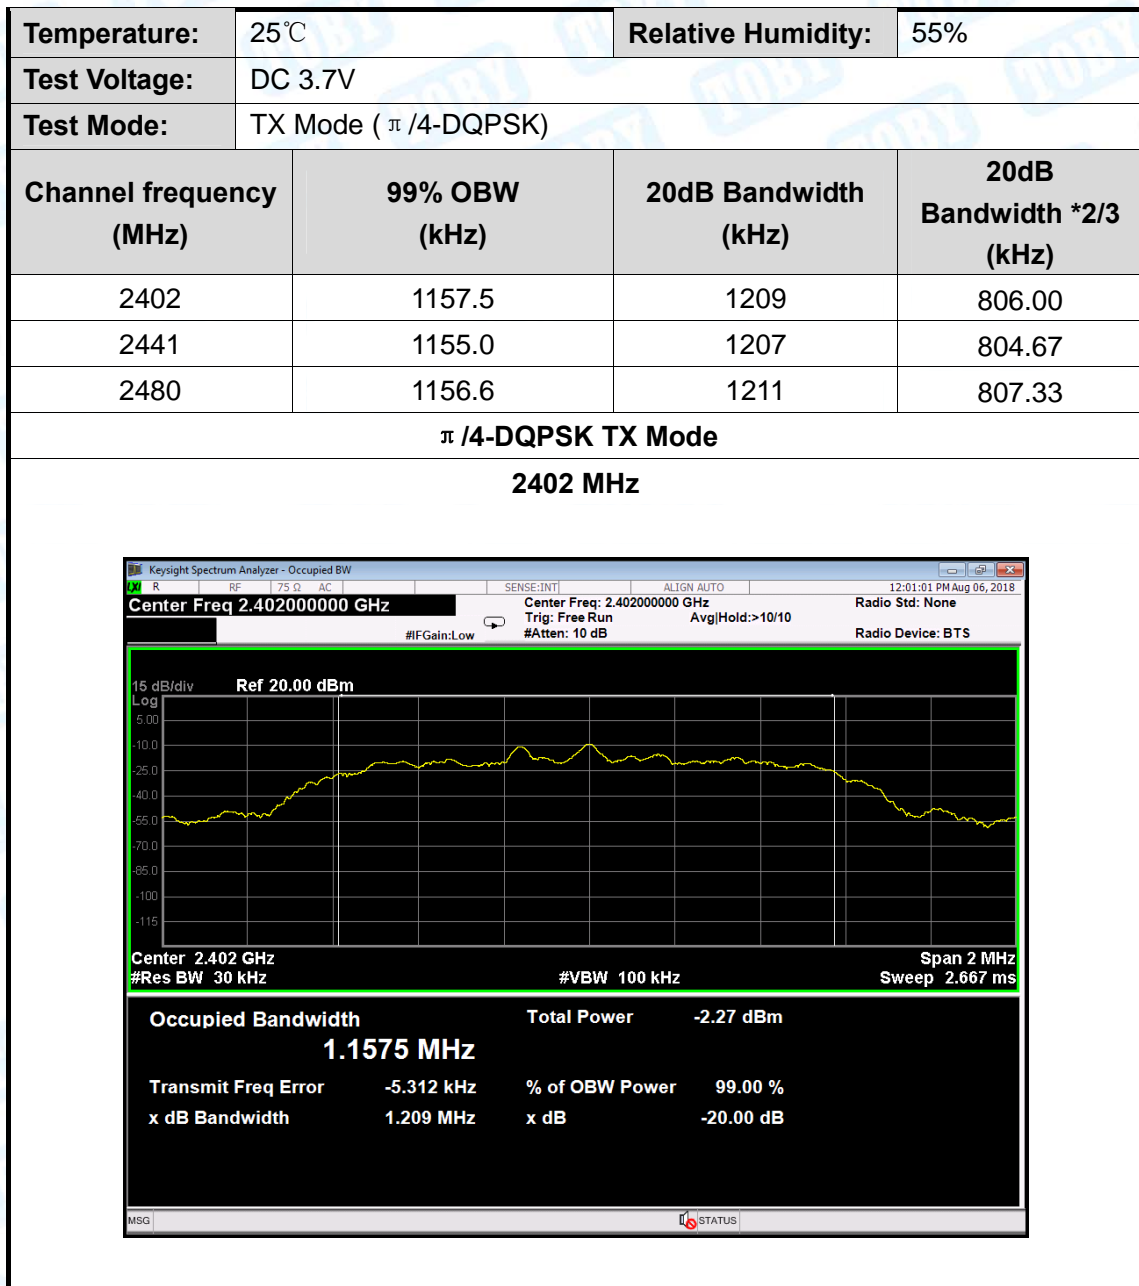 Temperature: 25℃ Relative Humidity: 55%
Test Voltage: DC 3.7V
Test Mode: TX Mode (π/4-DQPSK)
Channel frequency (MHz) 99% OBW (kHz) 20dB Bandwidth (kHz) 20dB Bandwidth *2/3 (kHz)
2402 1157.5 1209 806.00
2441 1155.0 1207 804.67
2480 1156.6 1211 807.33
π/4-DQPSK TX Mode
2402 MHz
Keysight Spectrum Analyzer - Occupied BW
LXI R RF 75 Ω AC SENSE:INT ALIGN AUTO 12:01:01 PM Aug 06, 2018
Center Freq 2.402000000 GHz Center Freq: 2.402000000 GHz Radio Std: None
Trig: Free Run Avg|Hold:>10/10
#IFGain:Low #Atten: 10 dB Radio Device: BTS
15 dB/div Ref 20.00 dBm
Log
5.00
-10.0
-25.0
-40.0
-55.0
-70.0
-85.0
-100
-115
Center 2.402 GHz Span 2 MHz
#Res BW 30 kHz #VBW 100 kHz Sweep 2.667 ms
Occupied Bandwidth Total Power -2.27 dBm
1.1575 MHz
Transmit Freq Error -5.312 kHz % of OBW Power 99.00 %
x dB Bandwidth 1.209 MHz x dB -20.00 dB
MSG STATUS
TOBY